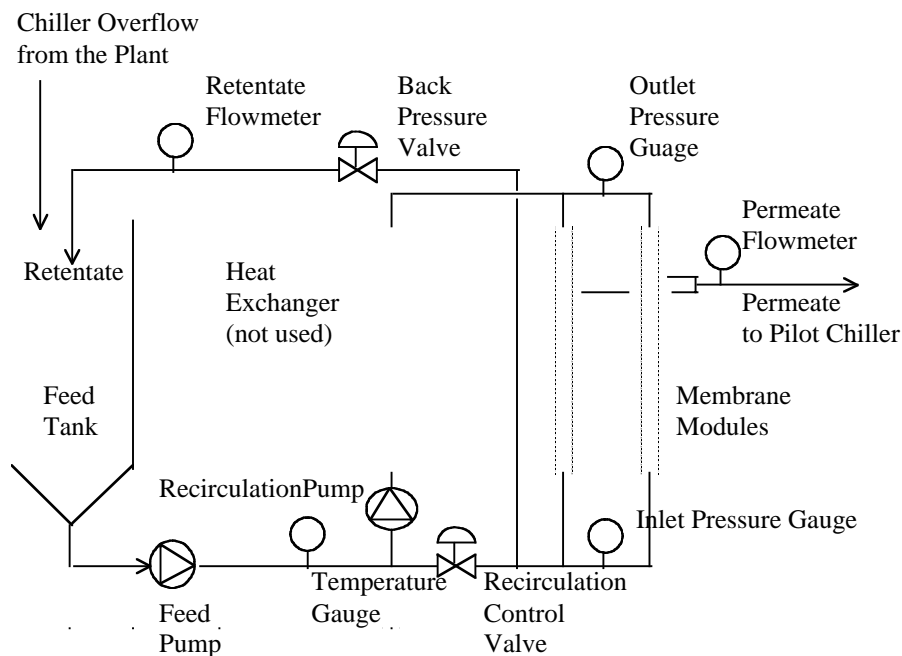 Chiller Overflow
from the Plant
Retentate
Flowmeter
Back
Pressure
Valve
Outlet
Pressure
Guage
Permeate
Flowmeter
Retentate
Heat
Exchanger
(not used)
Permeate
to Pilot Chiller
Feed
Tank
Membrane
Modules
RecirculationPump
Inlet Pressure Gauge
Temperature
Gauge
Recirculation
Control
Valve
Feed
Pump